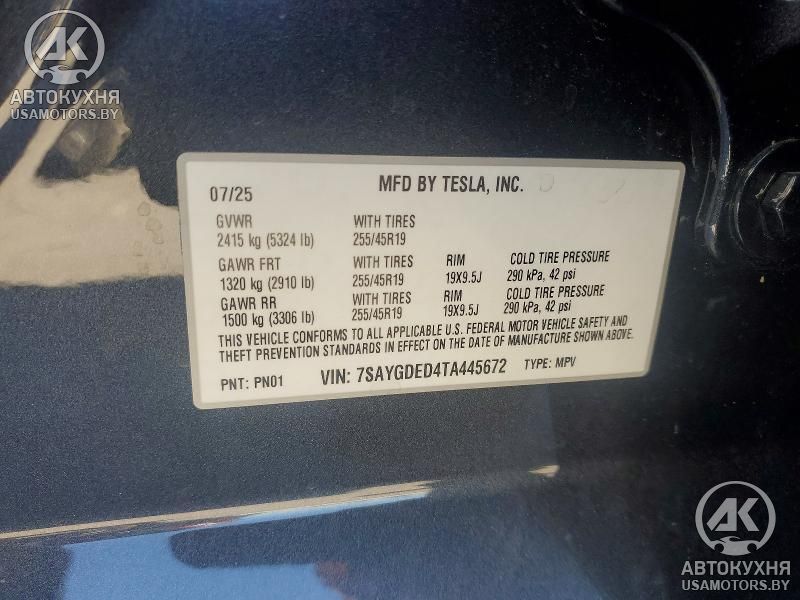 AK
АВТОКУХНЯ
USAMOTORS.BY
07/25 MFD BY TESLA, INC.
GVWR WITH TIRES
2415 kg (5324 lb) 255/45R19
GAWR FRT WITH TIRES RIM COLD TIRE PRESSURE
1320 kg (2910 lb) 255/45R19 19X9.5J 290 kPa, 42 psi
GAWR RR WITH TIRES RIM COLD TIRE PRESSURE
1500 kg (3306 lb) 255/45R19 19X9.5J 290 kPa, 42 psi
THIS VEHICLE CONFORMS TO ALL APPLICABLE U.S. FEDERAL MOTOR VEHICLE SAFETY AND
THEFT PREVENTION STANDARDS IN EFFECT ON THE DATE OF MANUFACTURE SHOWN ABOVE.
PNT: PN01 VIN: 7SAYGDED4TA445672 TYPE: MPV
AK
АВТОКУХНЯ
USAMOTORS.BY